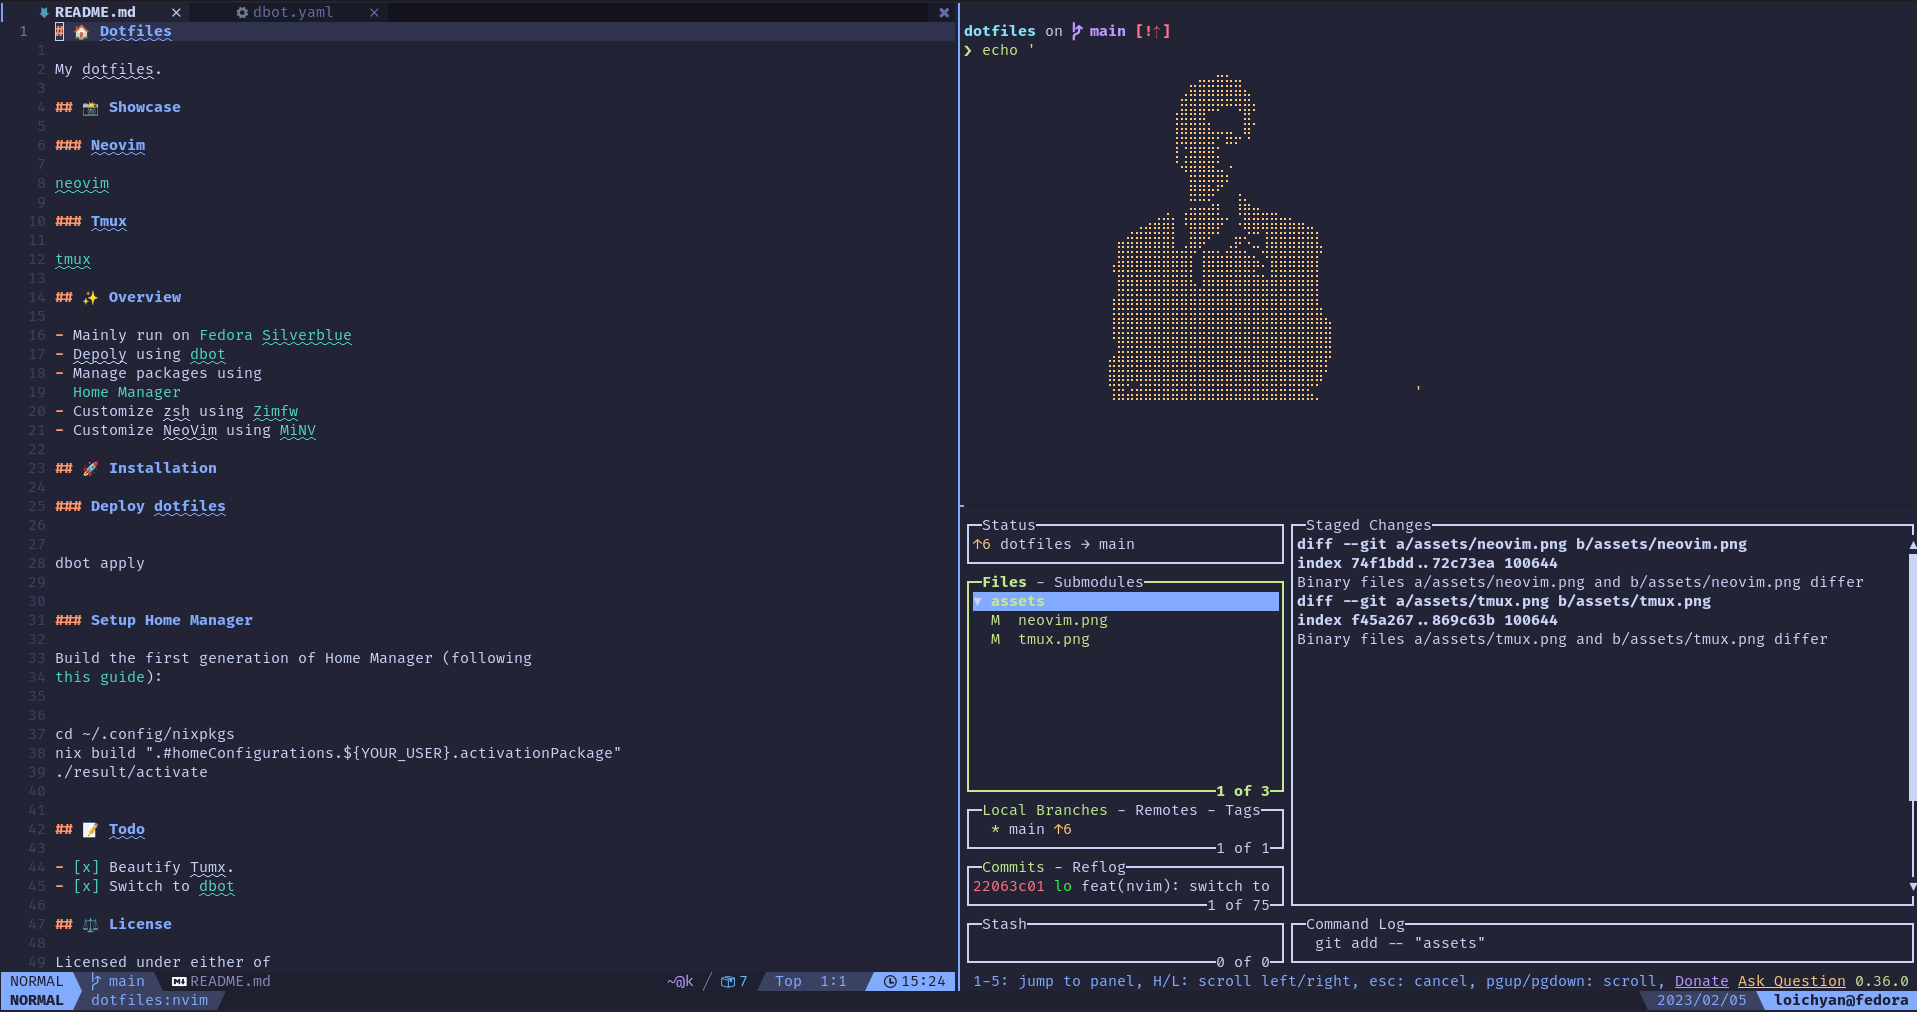 README.md × dbot.yaml ×
1 # 🏠 Dotfiles
1
2 My dotfiles.
3
4 ## 📸 Showcase
5
6 ### Neovim
7
8 neovim
9
10 ### Tmux
11
12 tmux
13
14 ## ✨ Overview
15
16 - Mainly run on Fedora Silverblue
17 - Depoly using dbot
18 - Manage packages using
19 Home Manager
20 - Customize zsh using Zimfw
21 - Customize NeoVim using MiNV
22
23 ## 🚀 Installation
24
25 ### Deploy dotfiles
26
27
28 dbot apply
29
30
31 ### Setup Home Manager
32
33 Build the first generation of Home Manager (following
34 this guide):
35
36
37 cd ~/.config/nixpkgs
38 nix build ".#homeConfigurations.${YOUR_USER}.activationPackage"
39 ./result/activate
40
41
42 ## 📝 Todo
43
44 - [x] Beautify Tumx.
45 - [x] Switch to dbot
46
47 ## ⚖️ License
48
49 Licensed under either of
NORMAL main README.md ~@k 7 Top 1:1 15:24
NORMAL dotfiles:nvim
dotfiles on main [!↑]
❯ echo '
'
Status
↑6 dotfiles → main
Files - Submodules
▼ assets
M neovim.png
M tmux.png
1 of 3
Local Branches - Remotes - Tags
* main ↑6
1 of 1
Commits - Reflog
22063c01 lo feat(nvim): switch to
1 of 75
Stash
0 of 0
Staged Changes
diff --git a/assets/neovim.png b/assets/neovim.png
index 74f1bdd..72c73ea 100644
Binary files a/assets/neovim.png and b/assets/neovim.png differ
diff --git a/assets/tmux.png b/assets/tmux.png
index f45a267..869c63b 100644
Binary files a/assets/tmux.png and b/assets/tmux.png differ
Command Log
git add -- "assets"
1-5: jump to panel, H/L: scroll left/right, esc: cancel, pgup/pgdown: scroll, Donate Ask Question 0.36.0
2023/02/05 loichyan@fedora